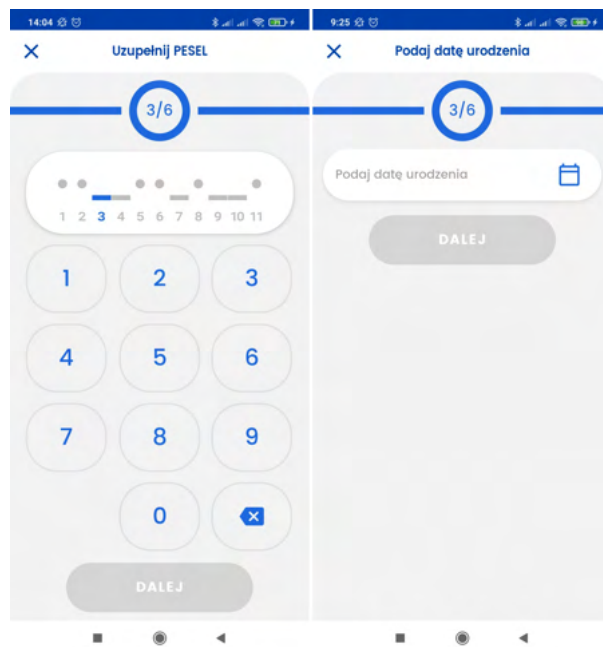 14:04
Uzupełnij PESEL
3/6
1 2 3 4 5 6 7 8 9 10 11
1 2 3
4 5 6
7 8 9
0
DALEJ
9:25
Podaj datę urodzenia
3/6
Podaj datę urodzenia
DALEJ